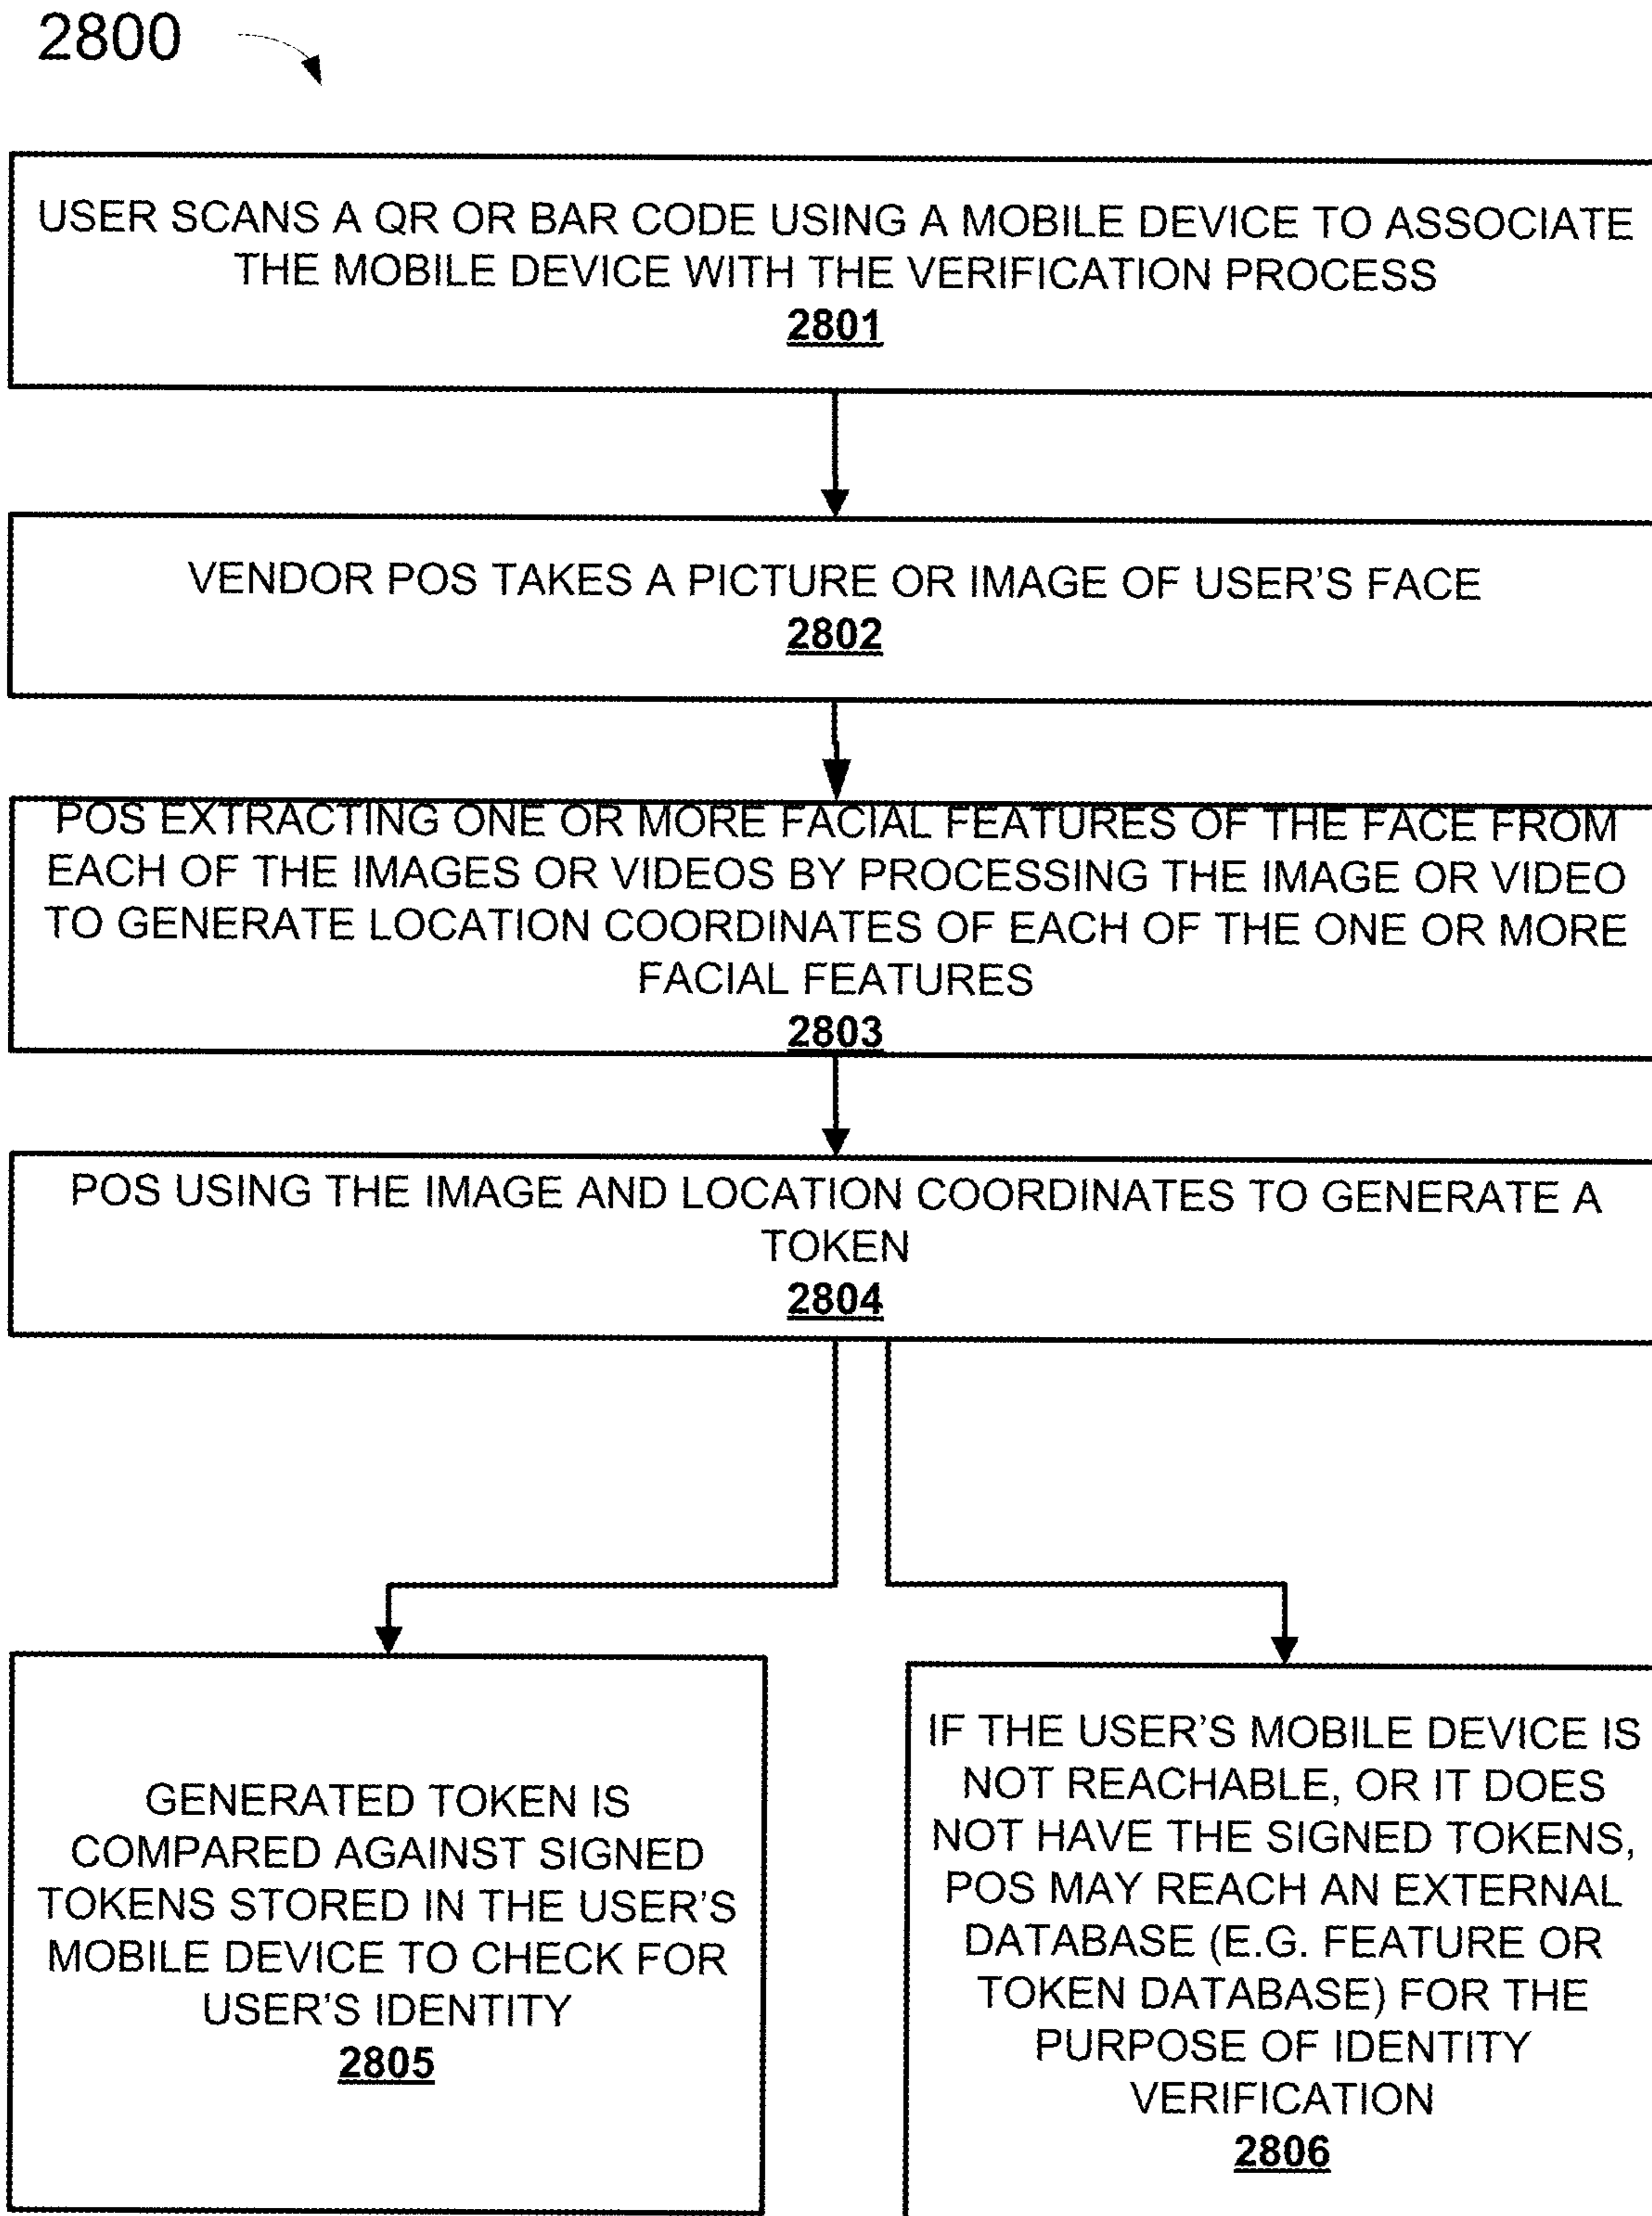 2800
USER SCANS A QR OR BAR CODE USING A MOBILE DEVICE TO ASSOCIATE
THE MOBILE DEVICE WITH THE VERIFICATION PROCESS
2801
VENDOR POS TAKES A PICTURE OR IMAGE OF USER'S FACE
2802
POS EXTRACTING ONE OR MORE FACIAL FEATURES OF THE FACE FROM
EACH OF THE IMAGES OR VIDEOS BY PROCESSING THE IMAGE OR VIDEO
TO GENERATE LOCATION COORDINATES OF EACH OF THE ONE OR MORE
FACIAL FEATURES
2803
POS USING THE IMAGE AND LOCATION COORDINATES TO GENERATE A
TOKEN
2804
GENERATED TOKEN IS
COMPARED AGAINST SIGNED
TOKENS STORED IN THE USER'S
MOBILE DEVICE TO CHECK FOR
USER'S IDENTITY
2805
IF THE USER'S MOBILE DEVICE IS
NOT REACHABLE, OR IT DOES
NOT HAVE THE SIGNED TOKENS,
POS MAY REACH AN EXTERNAL
DATABASE (E.G. FEATURE OR
TOKEN DATABASE) FOR THE
PURPOSE OF IDENTITY
VERIFICATION
2806